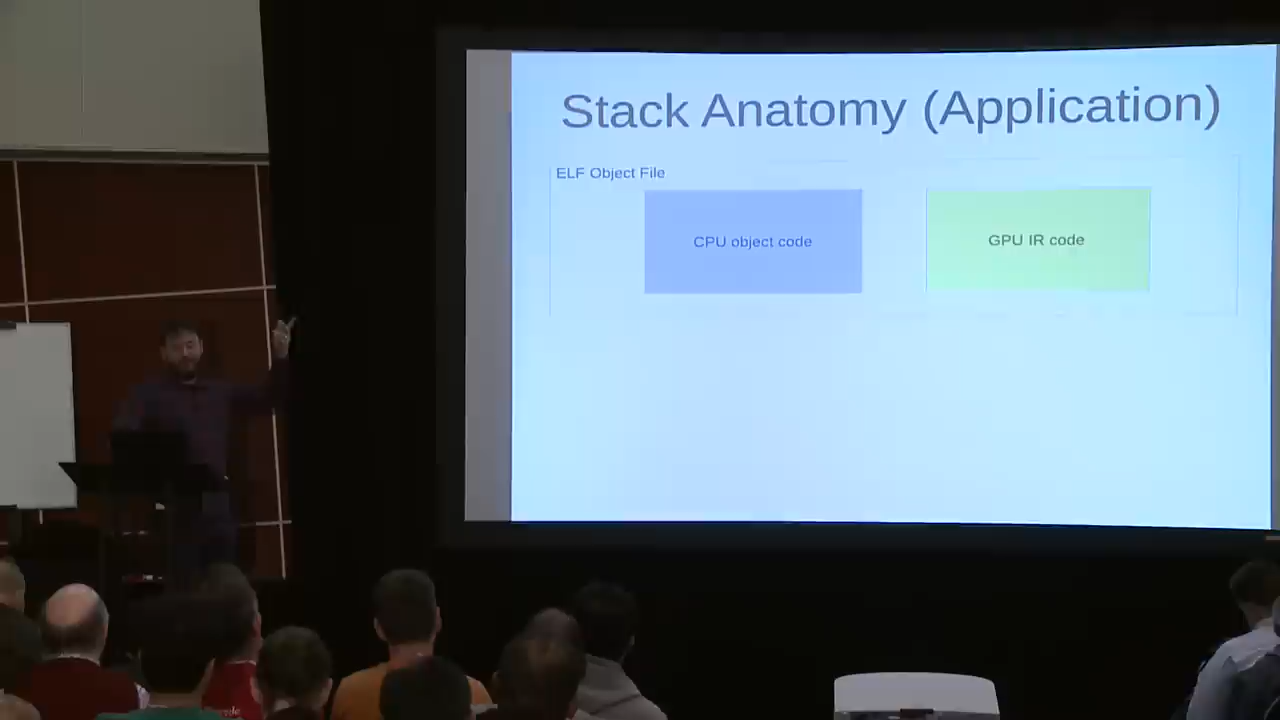 Stack Anatomy (Application)
ELF Object File
CPU object code
GPU IR code